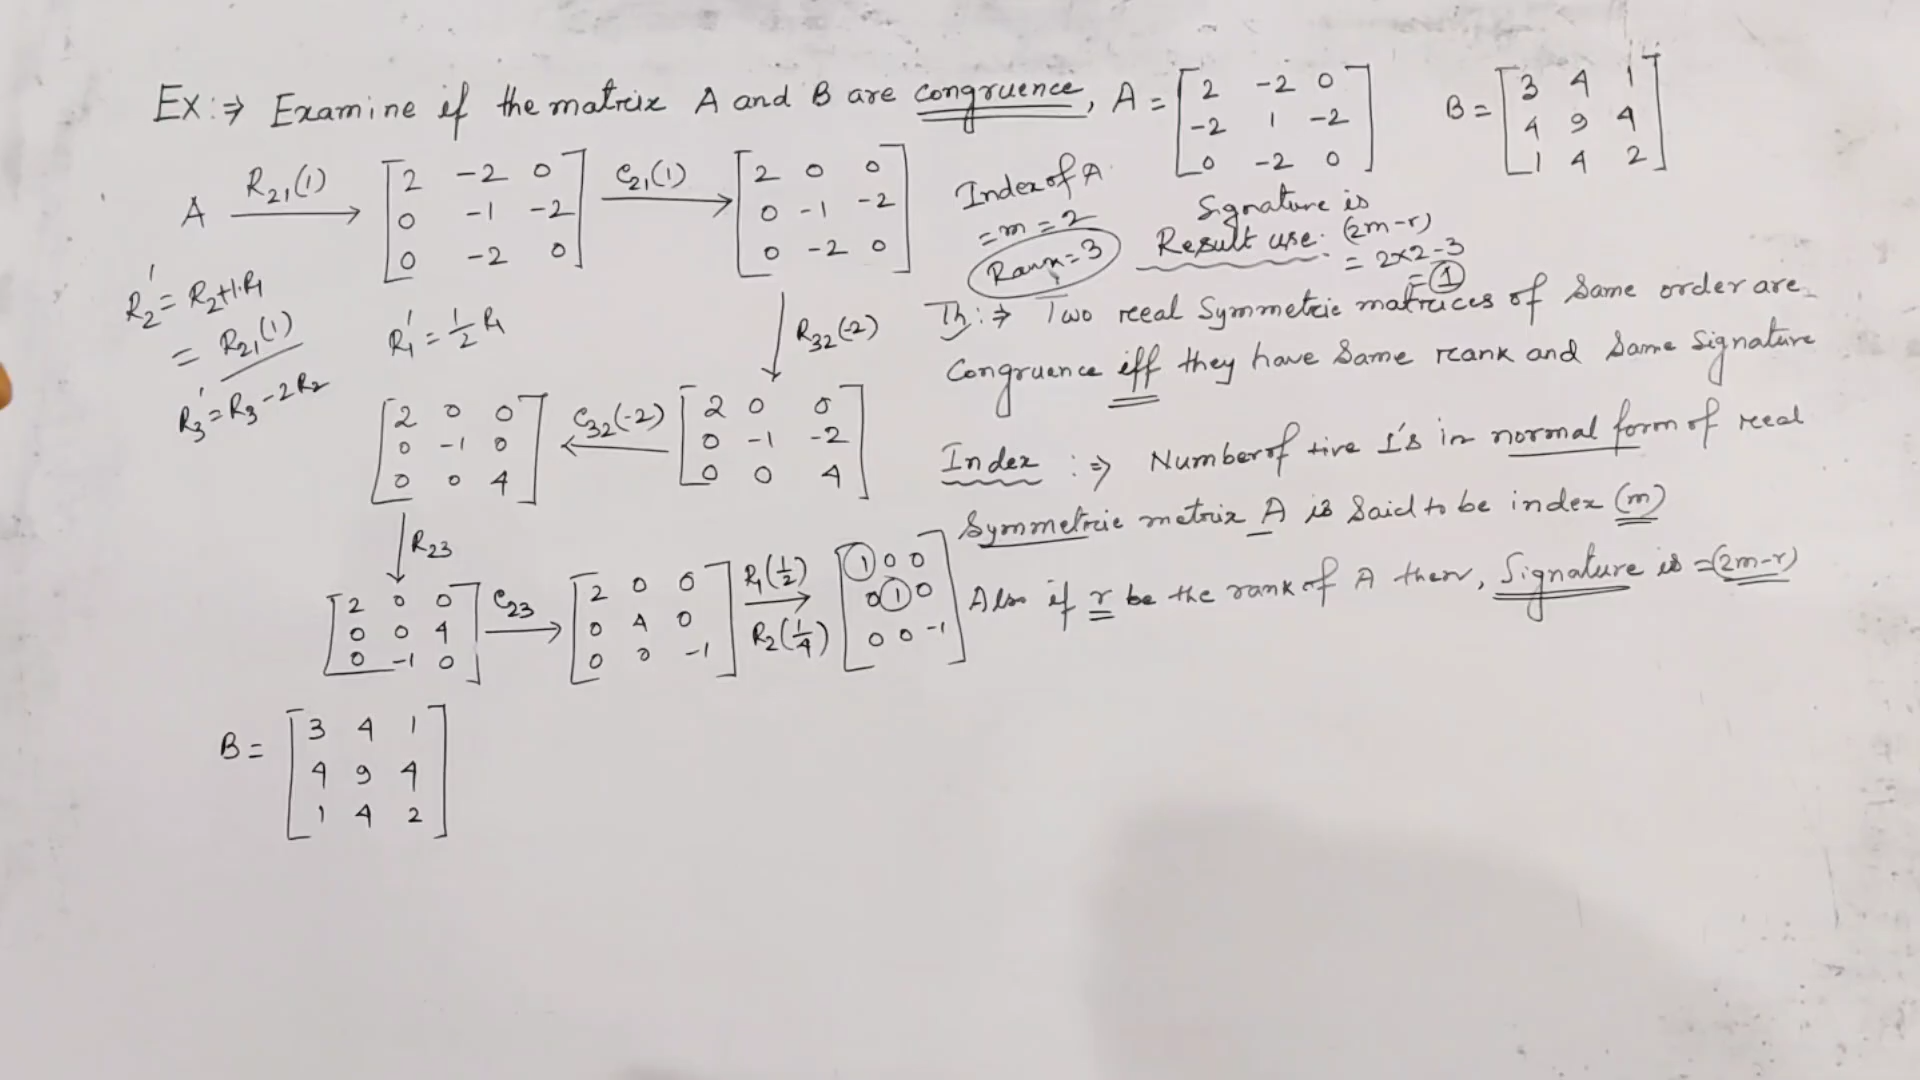 Ex:⇒ Examine if the matrix A and B are congruence, A = [2 -2 0; -2 1 -2; 0 -2 0] B = [3 4 1; 4 9 4; 1 4 2]
A R21(1) → [2 -2 0; 0 -1 -2; 0 -2 0] C21(1) → [2 0 0; 0 -1 -2; 0 -2 0]
R2' = R2+1·R1
= R21(1)
R3' = R3-2R2
R1' = 1/2 R1
↓ R32(-2)
[2 0 0; 0 -1 -2; 0 0 4] C32(-2) ← [2 0 0; 0 -1 0; 0 0 4]
↓ R23
[2 0 0; 0 0 4; 0 -1 0] C23 → [2 0 0; 0 4 0; 0 0 -1] R1(1/2) R2(1/4) → [1 0 0; 0 1 0; 0 0 -1]
B = [3 4 1; 4 9 4; 1 4 2]
Index of A
= m = 2
Rank = 3
Signature is
Result use: (2m-r)
= 2×2-3
= 1
Th:⇒ Two reeal Symmetric matrices of Same order are
Congruence iff they have Same rank and Same Signature
Index :⇒ Number of +ive 1's in normal form of reeal
Symmetric metrix A is Said to be index (m)
Also if r be the rank of A then, Signature is =(2m-r)